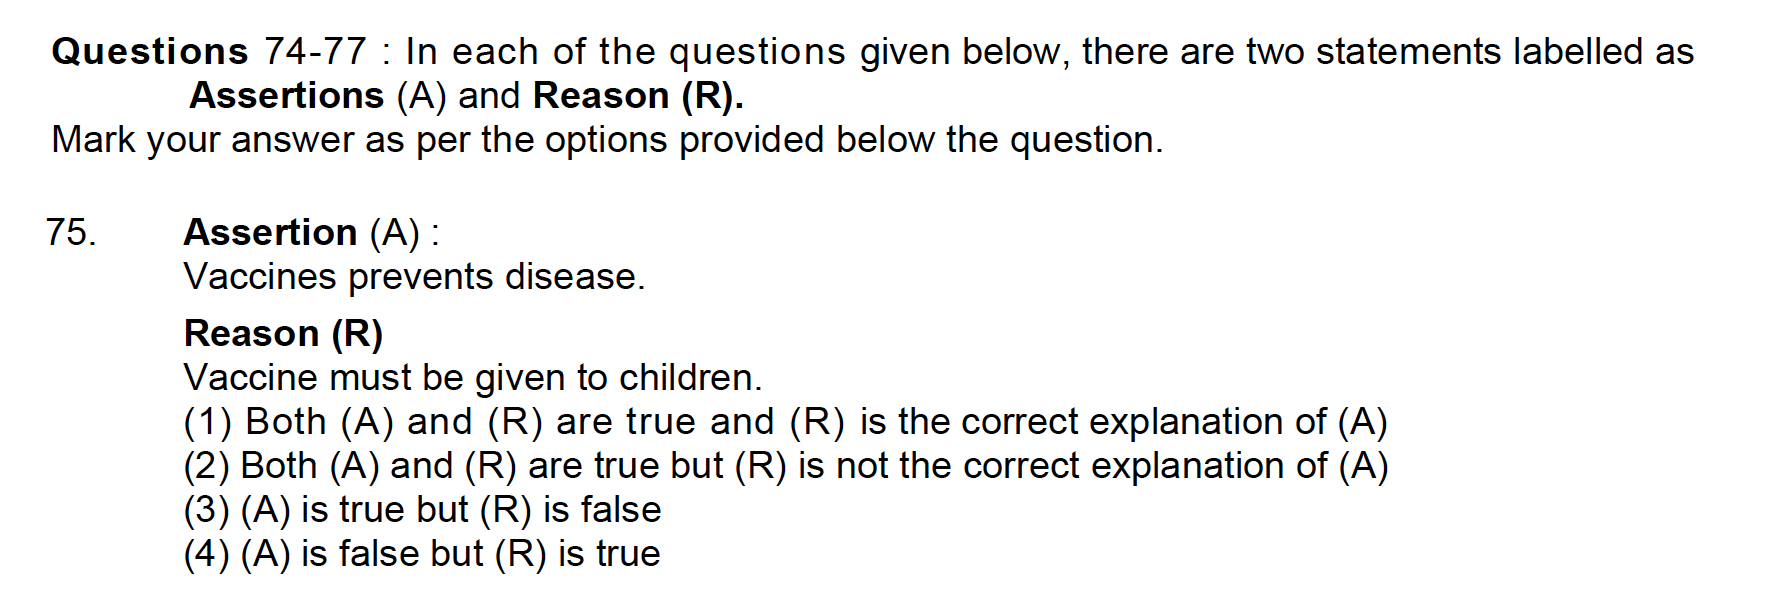 Questions 74-77 : In each of the questions given below, there are two statements labelled as
Assertions (A) and Reason (R).
Mark your answer as per the options provided below the question.
75. Assertion (A) :
Vaccines prevents disease.
Reason (R)
Vaccine must be given to children.
(1) Both (A) and (R) are true and (R) is the correct explanation of (A)
(2) Both (A) and (R) are true but (R) is not the correct explanation of (A)
(3) (A) is true but (R) is false
(4) (A) is false but (R) is true